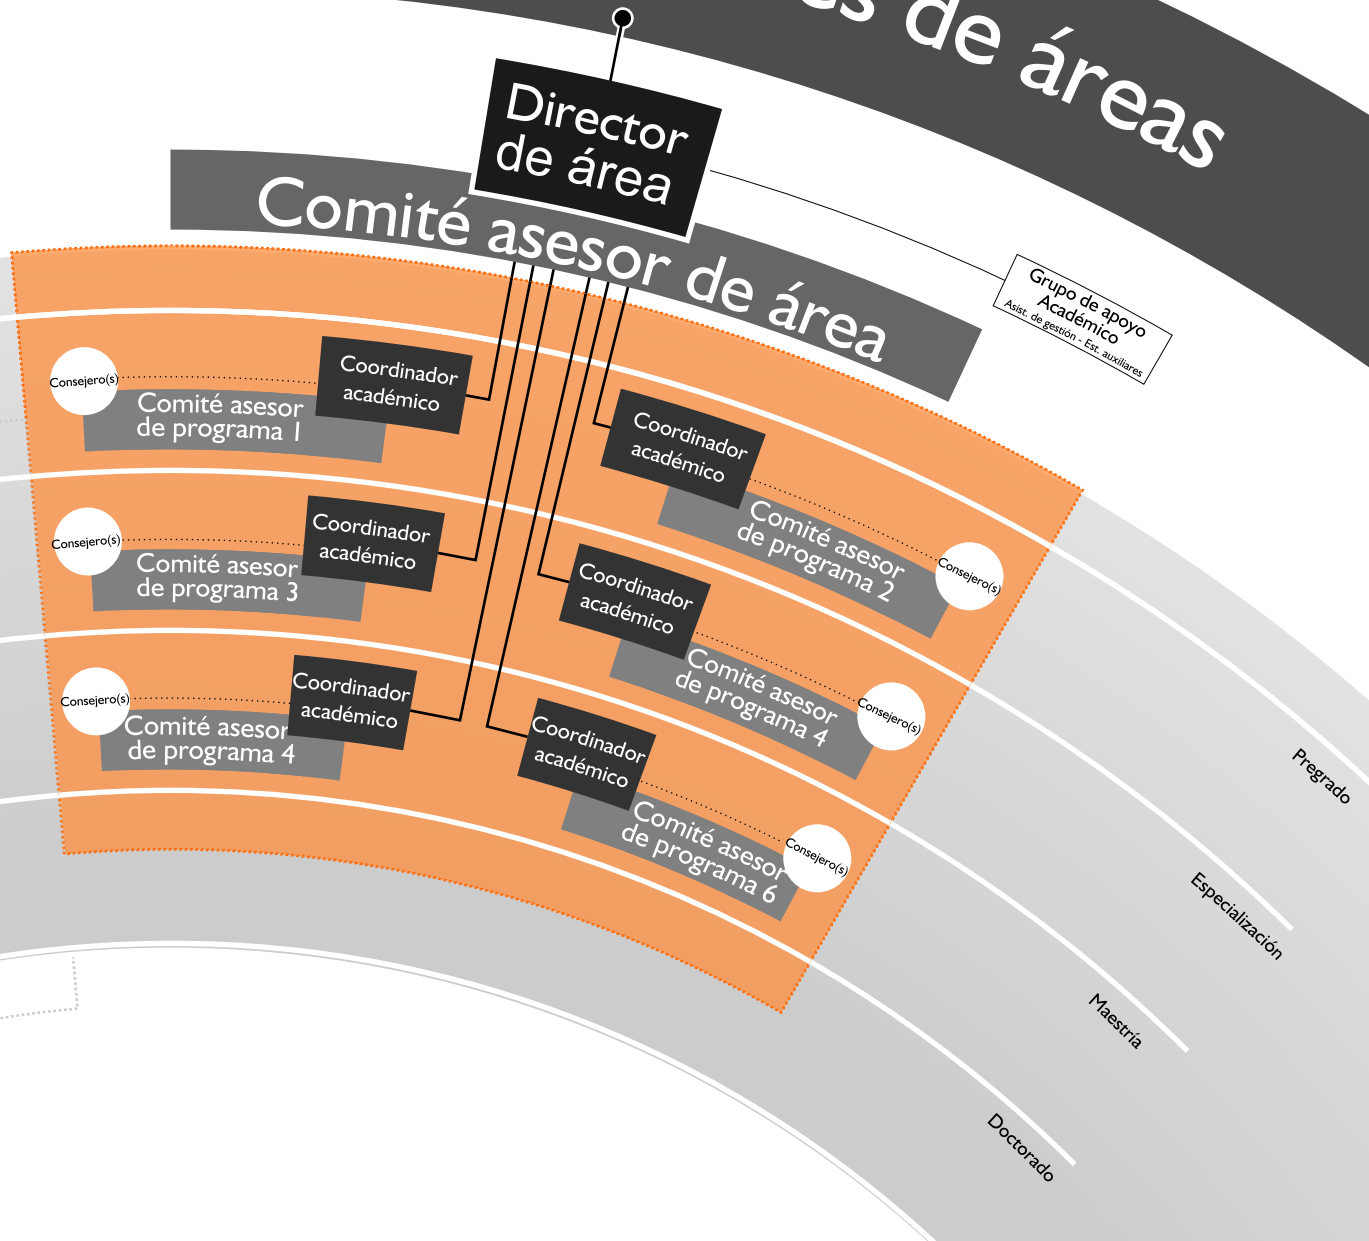 de áreas
Director
de área
Comité asesor de área
Grupo de apoyo
Académico
Asist. de gestión - Est. auxiliares
Consejero(s)
Coordinador
académico
Comité asesor
de programa 1
Coordinador
académico
Comité asesor
de programa 2
Consejero(s)
Consejero(s)
Coordinador
académico
Comité asesor
de programa 3
Coordinador
académico
Comité asesor
de programa 4
Consejero(s)
Consejero(s)
Coordinador
académico
Comité asesor
de programa 4
Coordinador
académico
Comité asesor
de programa 6
Consejero(s)
Pregrado
Especialización
Maestría
Doctorado